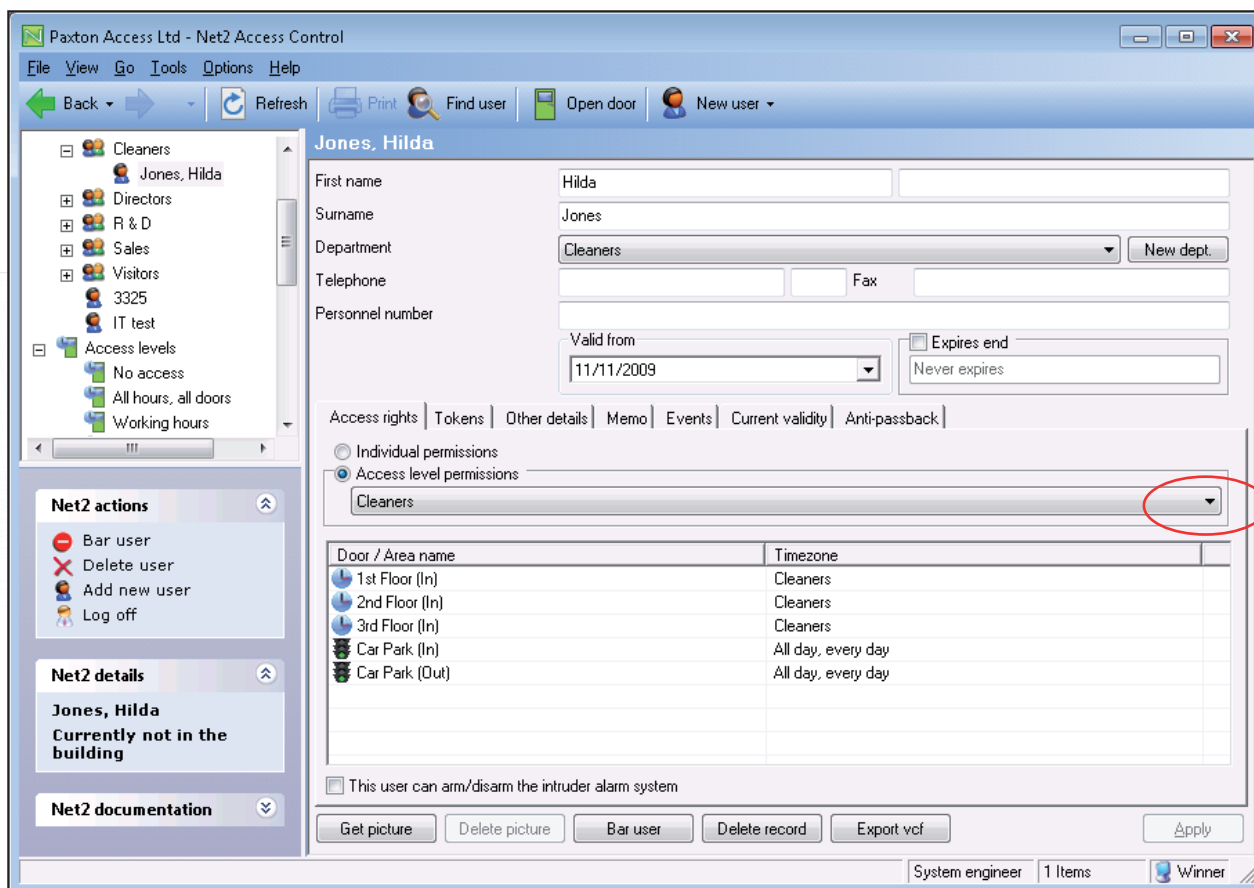 Paxton Access Ltd - Net2 Access Control
File View Go Tools Options Help
Back Refresh Print Find user Open door New user
Cleaners
Jones, Hilda
Directors
R & D
Sales
Visitors
3325
IT test
Access levels
No access
All hours, all doors
Working hours
Net2 actions
Bar user
Delete user
Add new user
Log off
Net2 details
Jones, Hilda
Currently not in the
building
Net2 documentation
Jones, Hilda
First name Hilda
Surname Jones
Department Cleaners New dept.
Telephone Fax
Personnel number
Valid from Expires end
11/11/2009 Never expires
Access rights Tokens Other details Memo Events Current validity Anti-passback
Individual permissions
Access level permissions
Cleaners
Door / Area name Timezone
1st Floor (In) Cleaners
2nd Floor (In) Cleaners
3rd Floor (In) Cleaners
Car Park (In) All day, every day
Car Park (Out) All day, every day
This user can arm/disarm the intruder alarm system
Get picture Delete picture Bar user Delete record Export vcf Apply
System engineer 1 Items Winner